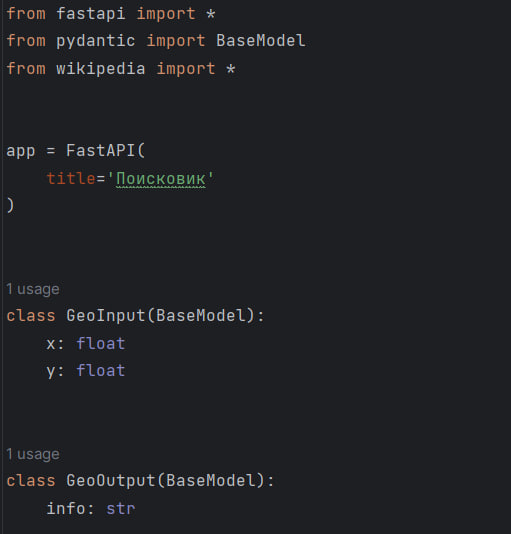 from fastapi import *
from pydantic import BaseModel
from wikipedia import *
app = FastAPI(
    title='Поисковик'
)
1 usage
class GeoInput(BaseModel):
    x: float
    y: float
1 usage
class GeoOutput(BaseModel):
    info: str